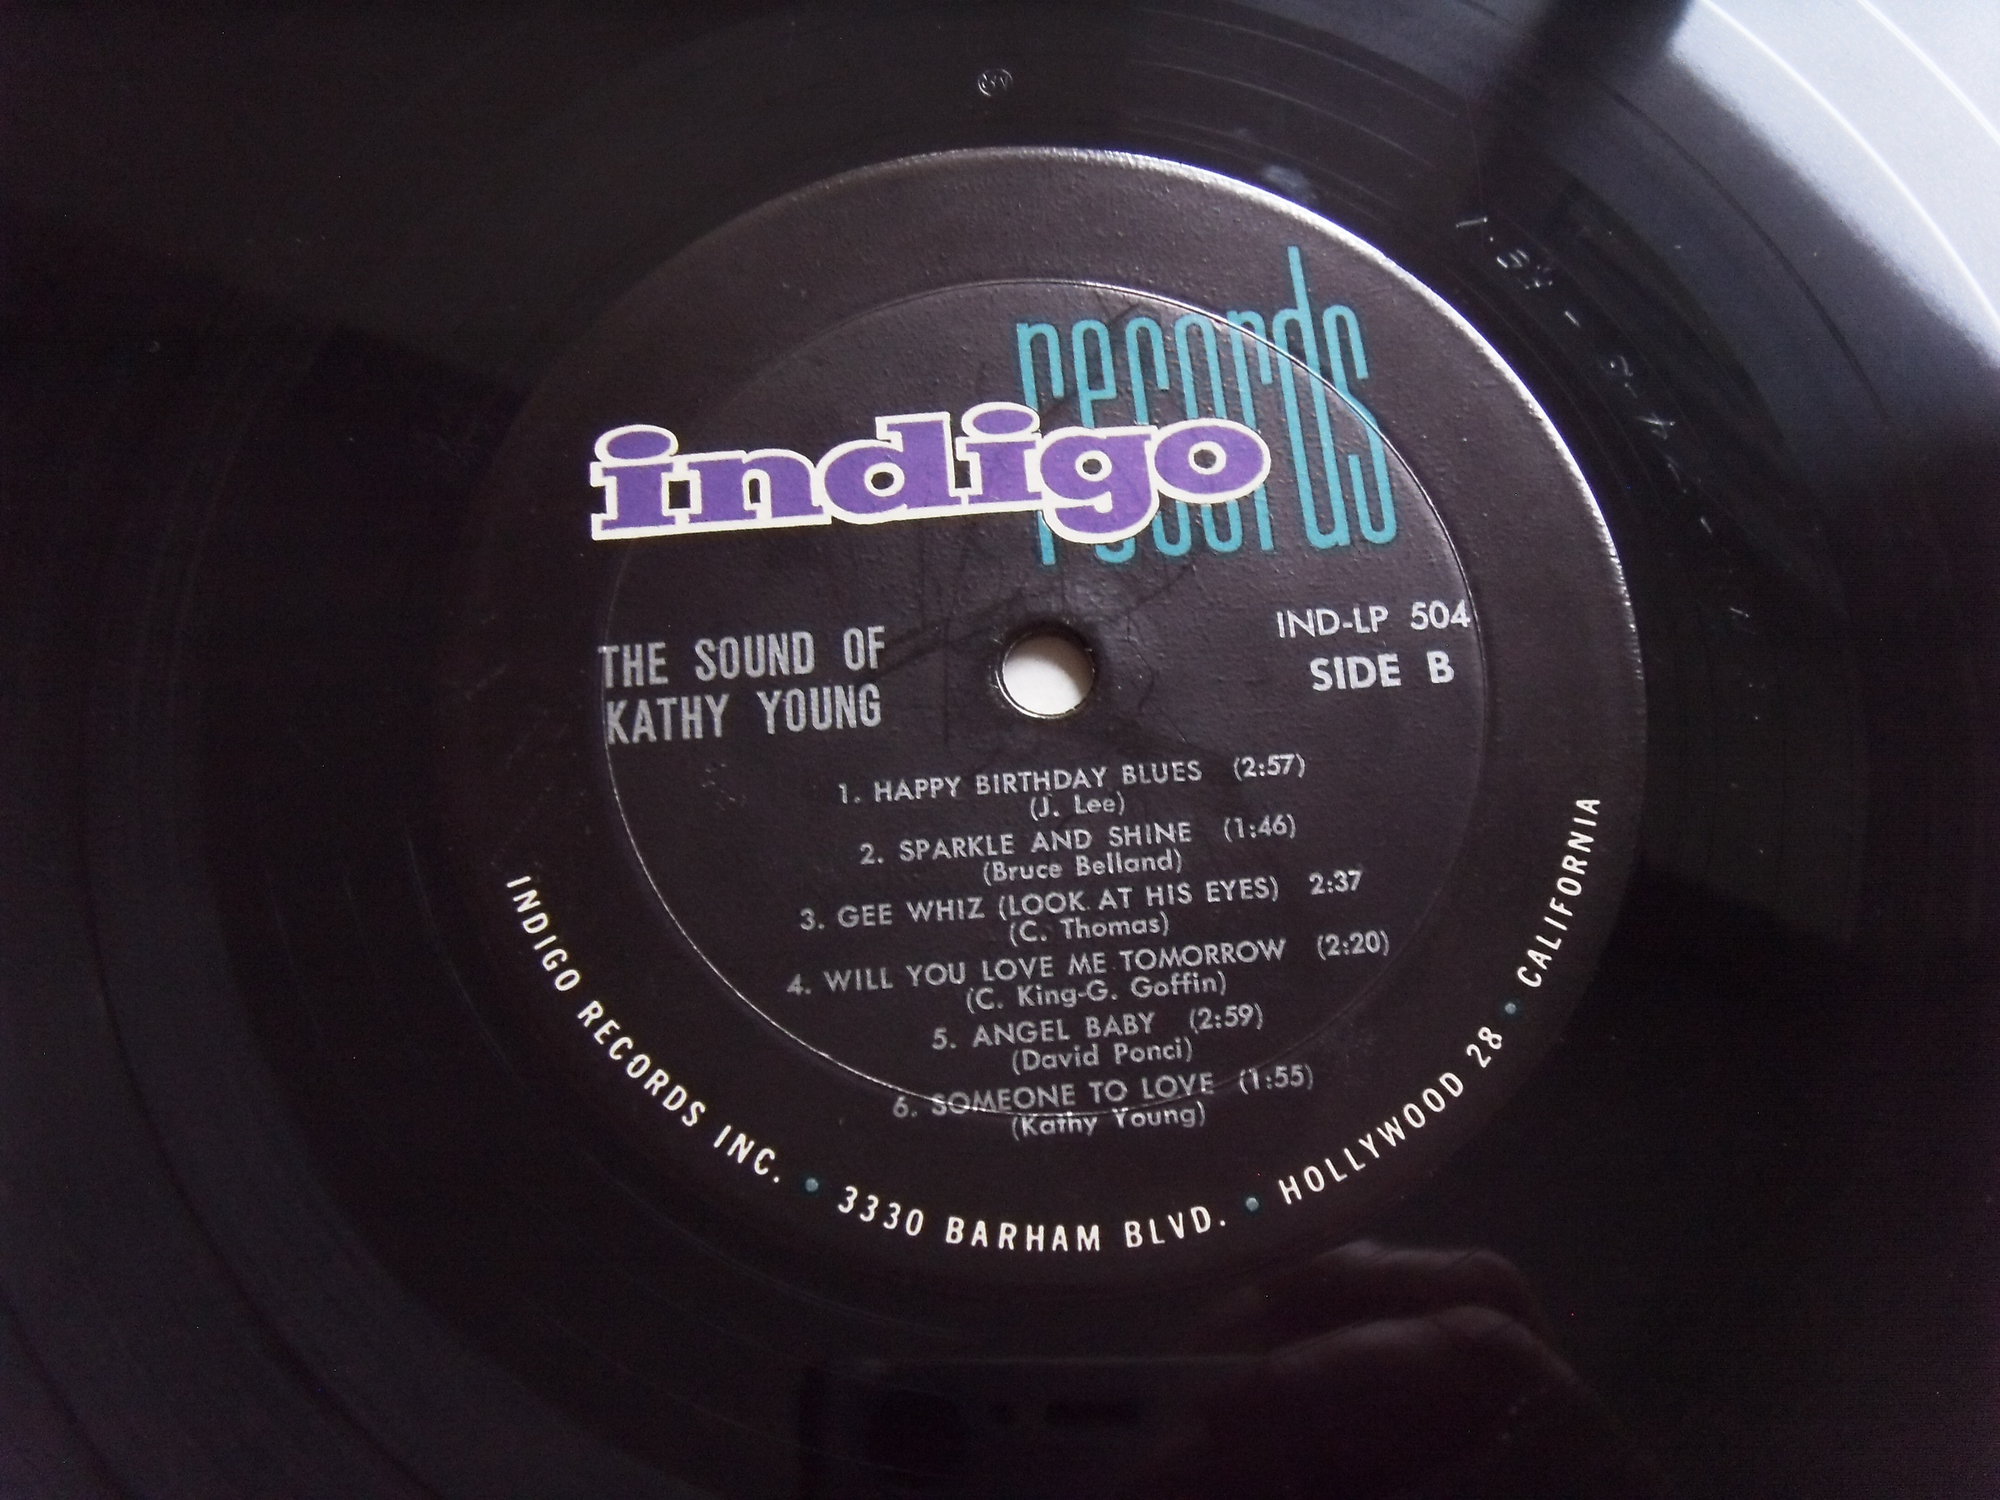 records
indigo
THE SOUND OF
KATHY YOUNG
IND-LP 504
SIDE B
1. HAPPY BIRTHDAY BLUES (2:57)
(J. Lee)
2. SPARKLE AND SHINE (1:46)
(Bruce Belland)
3. GEE WHIZ (LOOK AT HIS EYES) 2:37
(C. Thomas)
4. WILL YOU LOVE ME TOMORROW (2:20)
(C. King-G. Goffin)
5. ANGEL BABY (2:59)
(David Ponci)
6. SOMEONE TO LOVE (1:55)
(Kathy Young)
INDIGO RECORDS INC. • 3330 BARHAM BLVD. • HOLLYWOOD 28 • CALIFORNIA